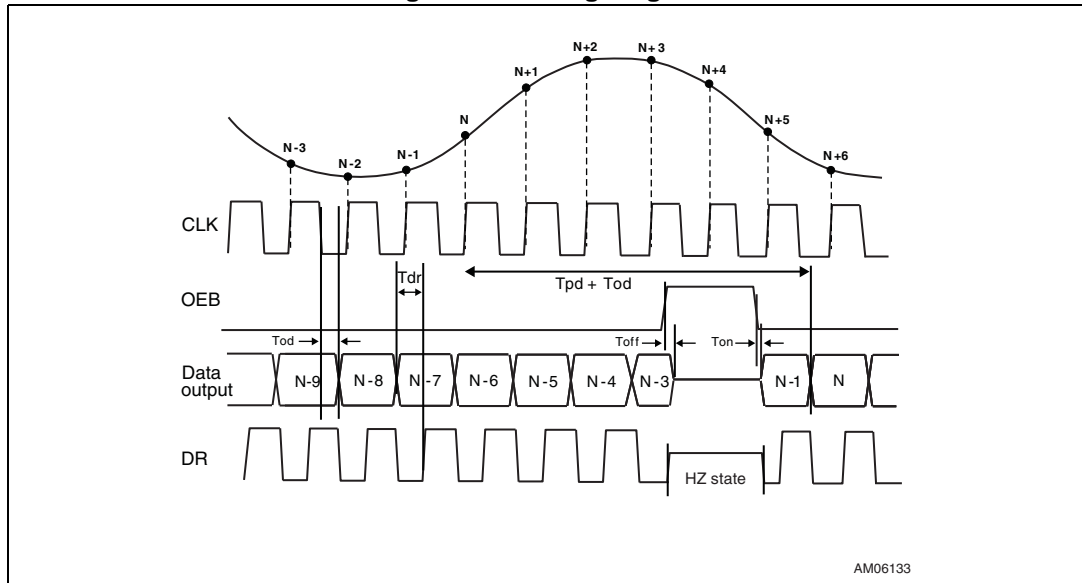 N+2
N+3
N+4
N+1
N
N+5
N-3
N-2
N-1
N+6
CLK
Tdr
Tpd + Tod
OEB
Tod
Toff
Ton
Data
output
N-9
N-8
N-7
N-6
N-5
N-4
N-3
N-1
N
DR
HZ state
AM06133